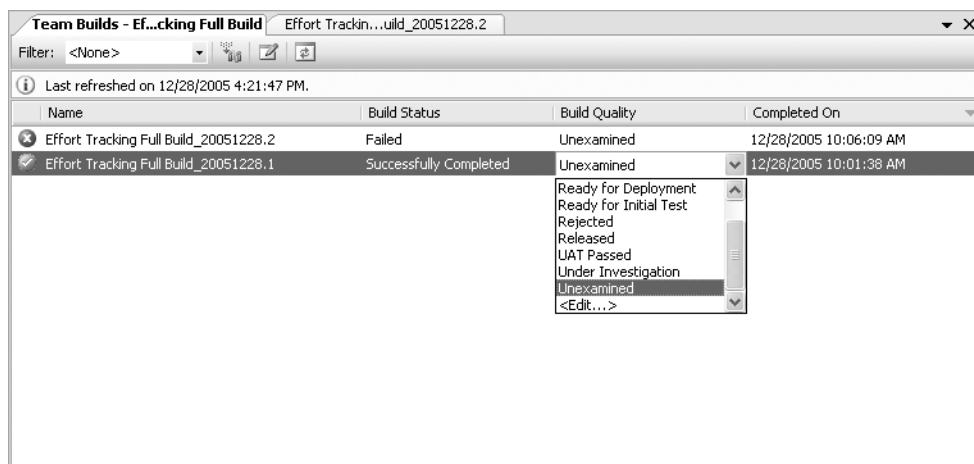 Team Builds - Ef...cking Full Build Effort Trackin...uild_20051228.2
Filter: <None>
Last refreshed on 12/28/2005 4:21:47 PM.
Name Build Status Build Quality Completed On
Effort Tracking Full Build_20051228.2 Failed Unexamined 12/28/2005 10:06:09 AM
Effort Tracking Full Build_20051228.1 Successfully Completed Unexamined 12/28/2005 10:01:38 AM
Ready for Deployment
Ready for Initial Test
Rejected
Released
UAT Passed
Under Investigation
Unexamined
<Edit...>